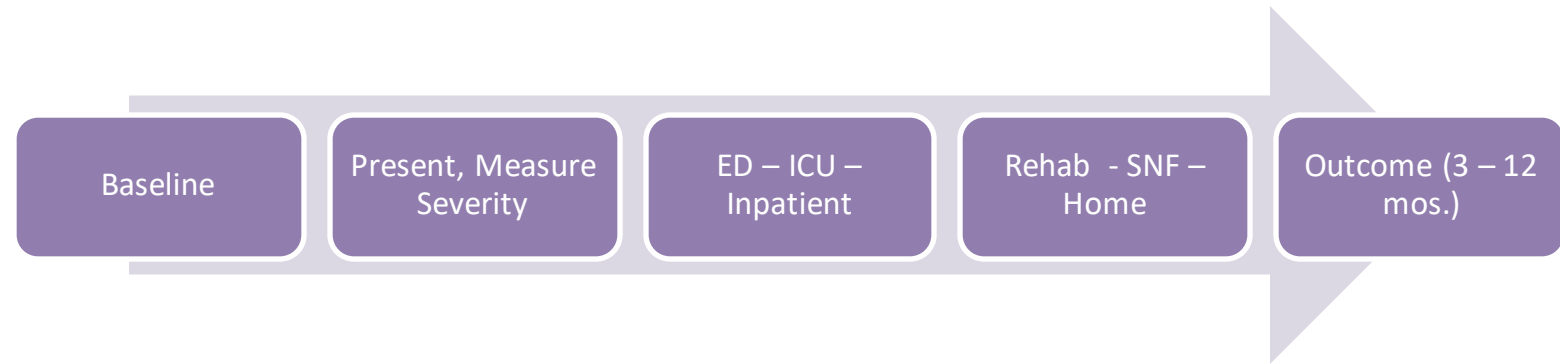 Baseline
Present, Measure
Severity
ED – ICU –
Inpatient
Rehab  - SNF –
Home
Outcome (3 – 12
mos.)